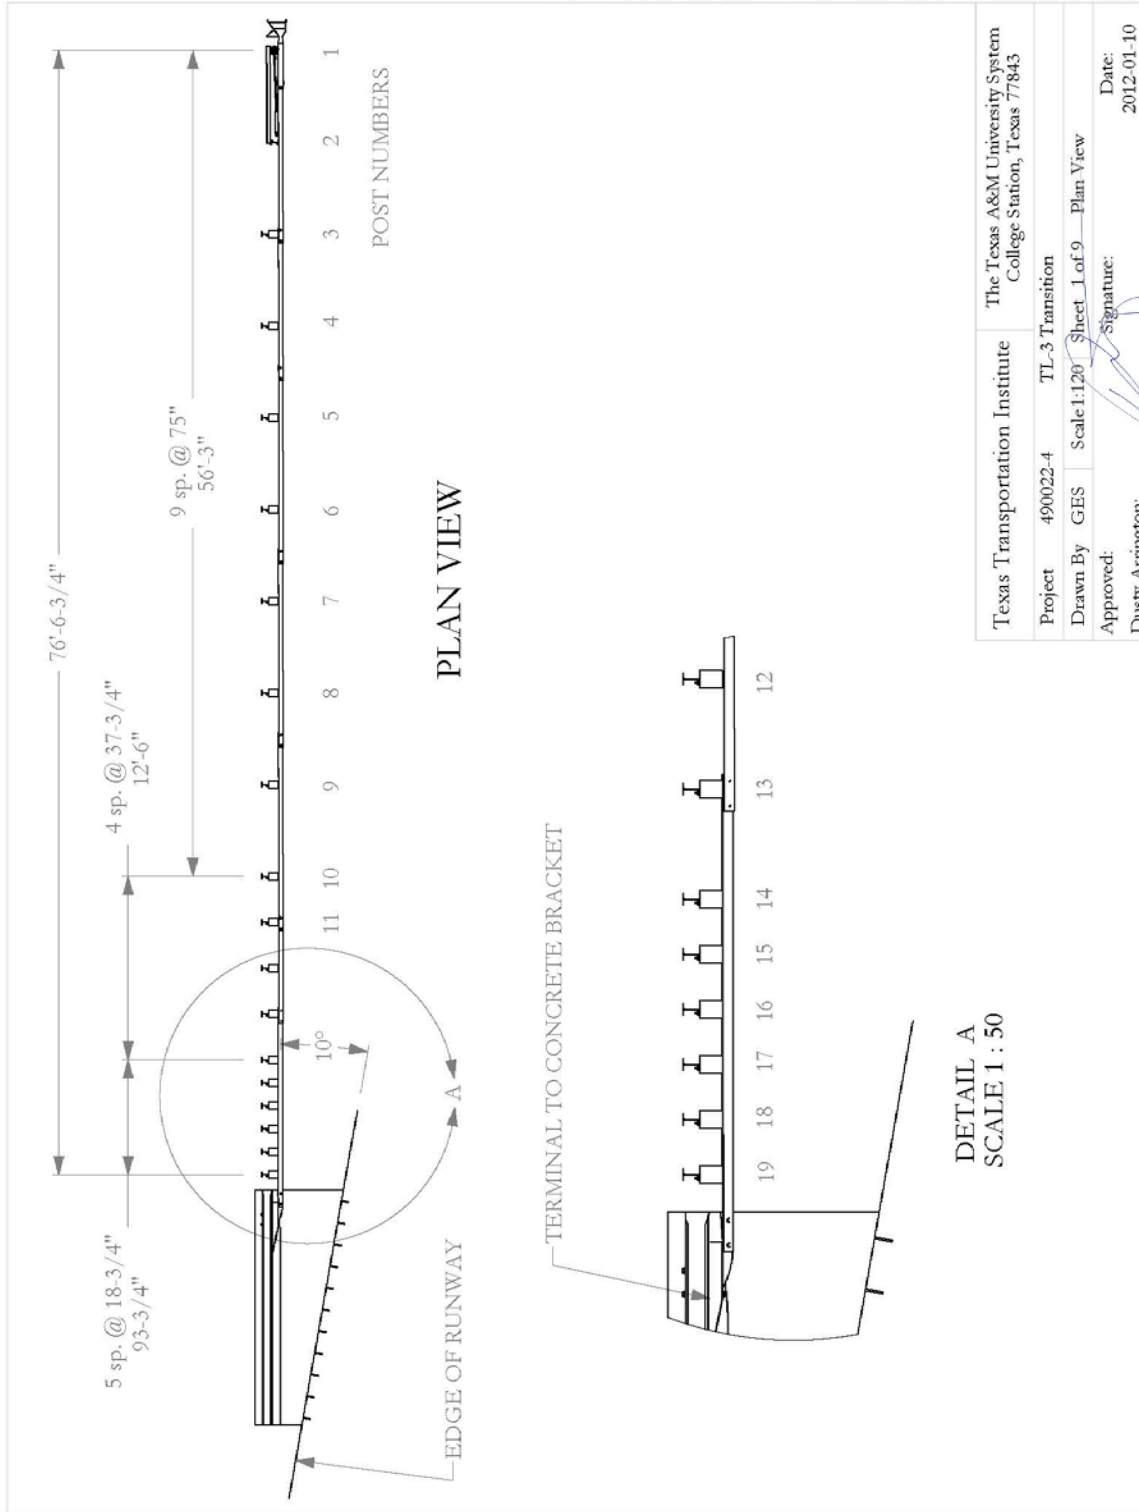 76'-6-3/4"
5 sp. @ 18-3/4"
93-3/4"
4 sp. @ 37-3/4"
12'-6"
9 sp. @ 75"
56'-3"
10°
A
11
10
9
8
7
6
5
4
3
2
1
POST NUMBERS
EDGE OF RUNWAY
PLAN VIEW
TERMINAL TO CONCRETE BRACKET
19
18
17
16
15
14
13
12
DETAIL A
SCALE 1 : 50
Texas Transportation Institute
The Texas A&M University System
College Station, Texas 77843
Project 490022-4 TL-3 Transition
Drawn By GES Scale 1:120 Sheet 1 of 9 Plan View
Approved: Signature: Date:
Dusty Arrington: 2012-01-10